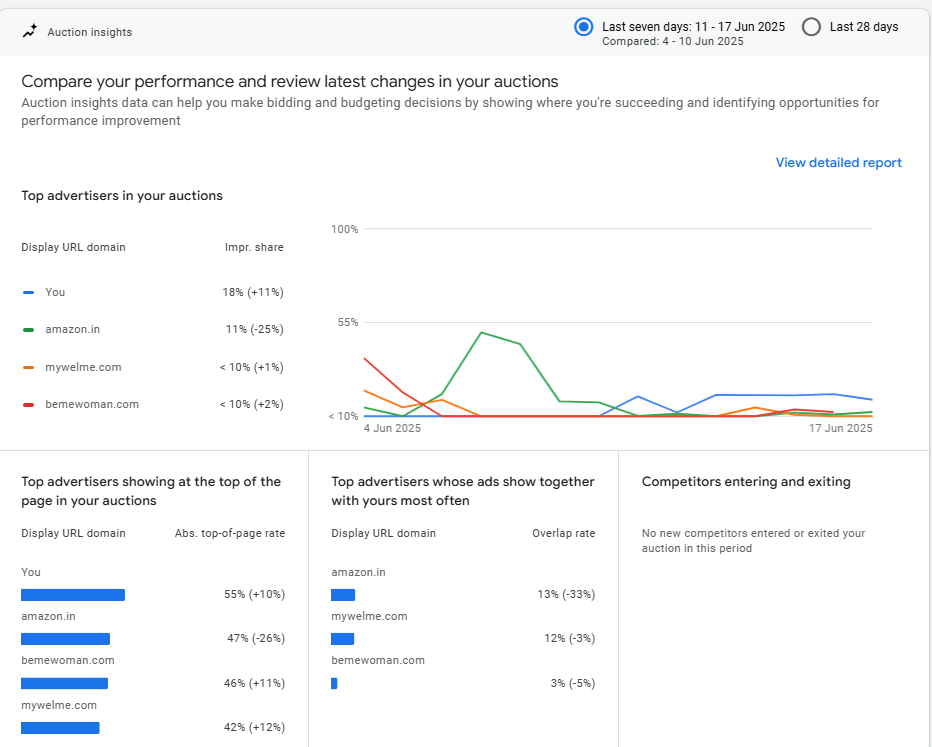 Auction insights
Last seven days: 11 - 17 Jun 2025
Compared: 4 - 10 Jun 2025
Last 28 days
Compare your performance and review latest changes in your auctions
Auction insights data can help you make bidding and budgeting decisions by showing where you're succeeding and identifying opportunities for
performance improvement
View detailed report
Top advertisers in your auctions
Display URL domain Impr. share
You 18% (+11%)
amazon.in 11% (-25%)
mywelme.com < 10% (+1%)
bemewoman.com < 10% (+2%)
100%
55%
< 10%
4 Jun 2025 17 Jun 2025
Top advertisers showing at the top of the
page in your auctions
Display URL domain Abs. top-of-page rate
You
55% (+10%)
amazon.in
47% (-26%)
bemewoman.com
46% (+11%)
mywelme.com
42% (+12%)
Top advertisers whose ads show together
with yours most often
Display URL domain Overlap rate
amazon.in
13% (-33%)
mywelme.com
12% (-3%)
bemewoman.com
3% (-5%)
Competitors entering and exiting
No new competitors entered or exited your
auction in this period